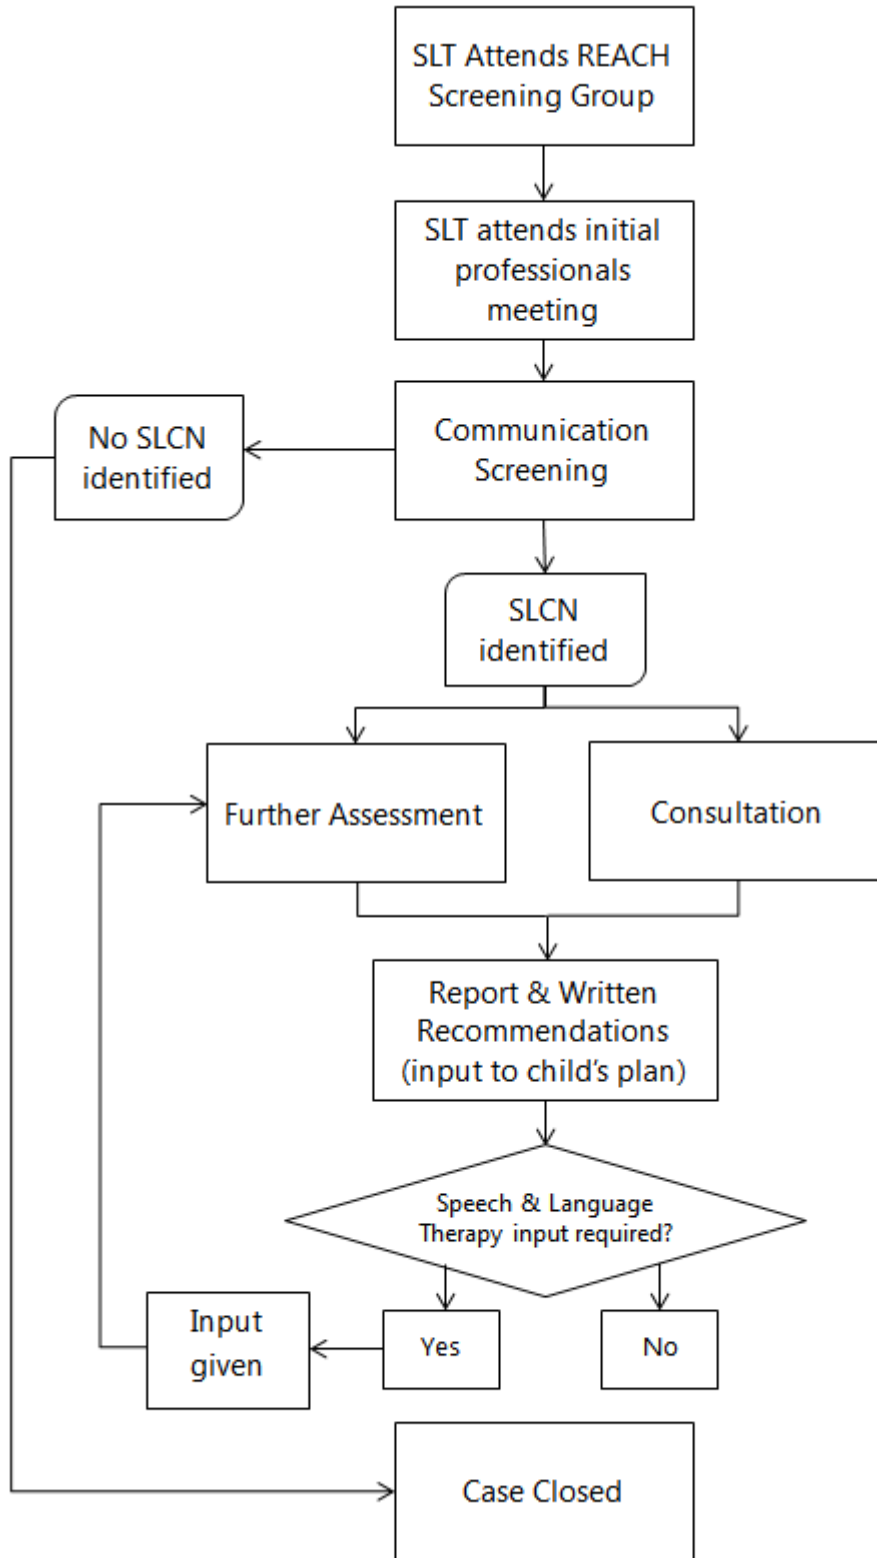 SLT Attends REACH
Screening Group
SLT attends initial
professionals
meeting
Communication
Screening
No SLCN
identified
SLCN
identified
Further Assessment
Consultation
Report & Written
Recommendations
(input to child's plan)
Speech & Language
Therapy input required?
Input
given
Yes
No
Case Closed